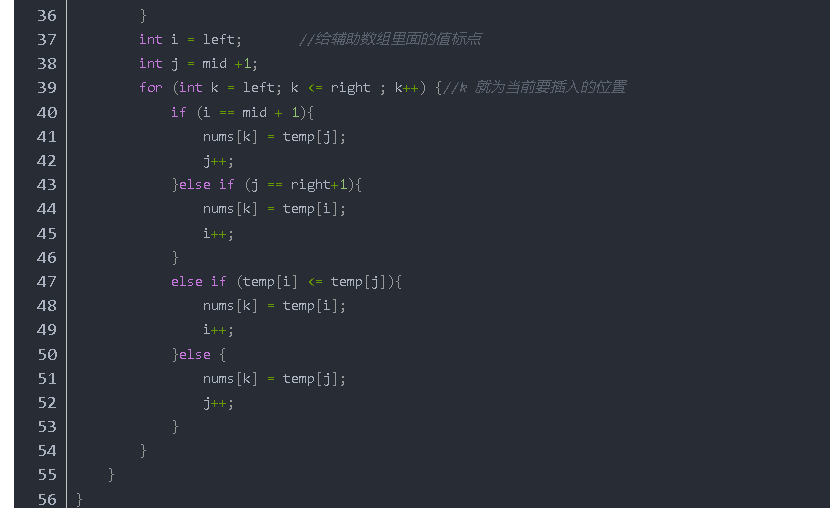 36 }
37 int i = left; //给辅助数组里面的值标点
38 int j = mid +1;
39 for (int k = left; k <= right ; k++) {//k 就为当前要插入的位置
40 if (i == mid + 1){
41 nums[k] = temp[j];
42 j++;
43 }else if (j == right+1){
44 nums[k] = temp[i];
45 i++;
46 }
47 else if (temp[i] <= temp[j]){
48 nums[k] = temp[i];
49 i++;
50 }else {
51 nums[k] = temp[j];
52 j++;
53 }
54 }
55 }
56 }